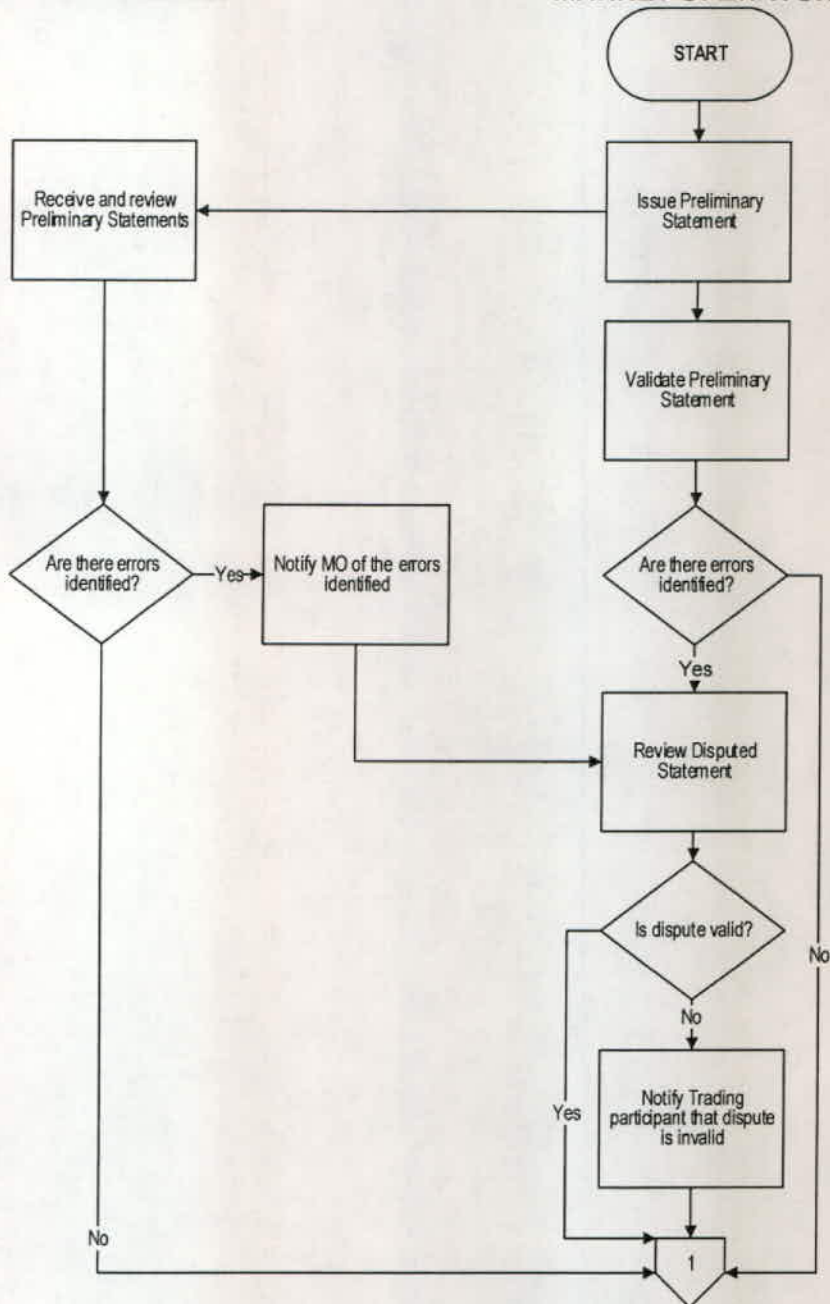 START
Receive and review
Preliminary Statements
Issue Preliminary
Statement
Validate Preliminary
Statement
Are there errors
identified?
Yes
Notify MO of the errors
identified
Are there errors
identified?
Yes
Review Disputed
Statement
Is dispute valid?
No
No
Yes
Notify Trading
participant that dispute
is invalid
No
1